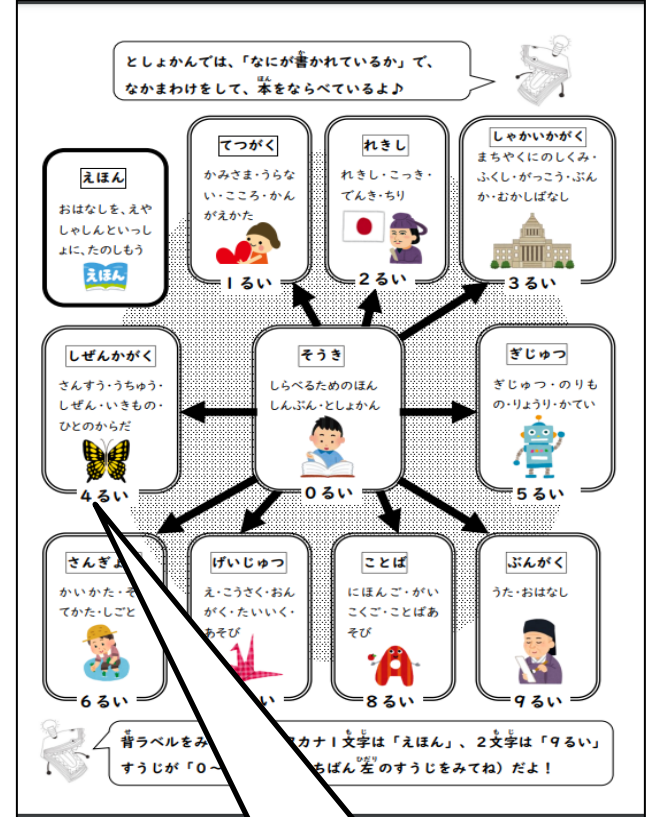 としょかんでは、「なにが書かれているか」で、
なかまわけをして、本をならべているよ♪
えほん
おはなしを、えや
しゃしんといっし
ょに、たのしもう
えほん
てつがく
かみさま・うらな
い・こころ・かん
がえかた
1るい
れきし
れきし・こっき・
でんき・ちり
2るい
しゃかいかがく
まちやくにのしくみ・
ふくし・がっこう・ぶん
か・むかしばなし
3るい
しぜんかがく
さんすう・うちゅう・
しぜん・いきもの・
ひとのからだ
4るい
そうき
しらべるためのほん
しんぶん・としょかん
0るい
ぎじゅつ
ぎじゅつ・のりも
の・りょうり・かてい
5るい
さんぎょ
かいかた・そ
てかた・しごと
6るい
げいじゅつ
え・こうさく・おん
がく・たいいく・
あそび
い
ことば
にほんご・がい
こくご・ことばあ
そび
8るい
ぶんがく
うた・おはなし
9るい
背ラベルをみ カナ1文字は「えほん」、2文字は「9るい」
すうじが「0～ ちばん左のすうじをみてね）だよ！